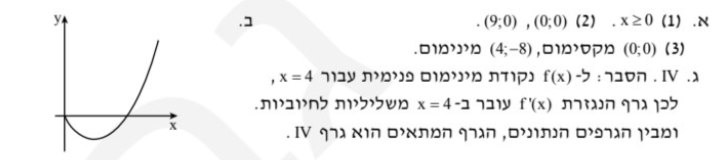 א. (1) x ≥ 0 . (2) (0;0) , (9;0) .
(3) (0;0) מקסימום, (4;−8) מינימום.
ב.
y
x
ג. IV . הסבר: ל- f(x) נקודת מינימום פנימית עבור x = 4 ,
לכן גרף הנגזרת f'(x) עובר ב- x = 4 משליליות לחיוביות.
ומבין הגרפים הנתונים, הגרף המתאים הוא גרף IV .